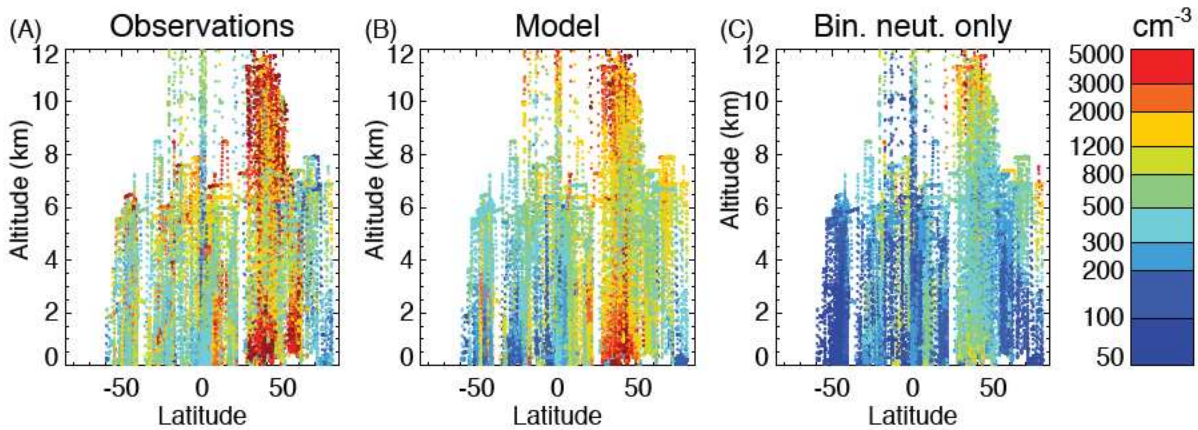 (A) Observations (B) Model (C) Bin. neut. only cm-3
12 12 12 5000
3000
10 10 10 2000
8 8 8 1200
800
6 6 6 500
4 4 4 300
200
2 2 2 100
0 0 0 50
Altitude (km) Altitude (km) Altitude (km)
-50 0 50 -50 0 50 -50 0 50
Latitude Latitude Latitude